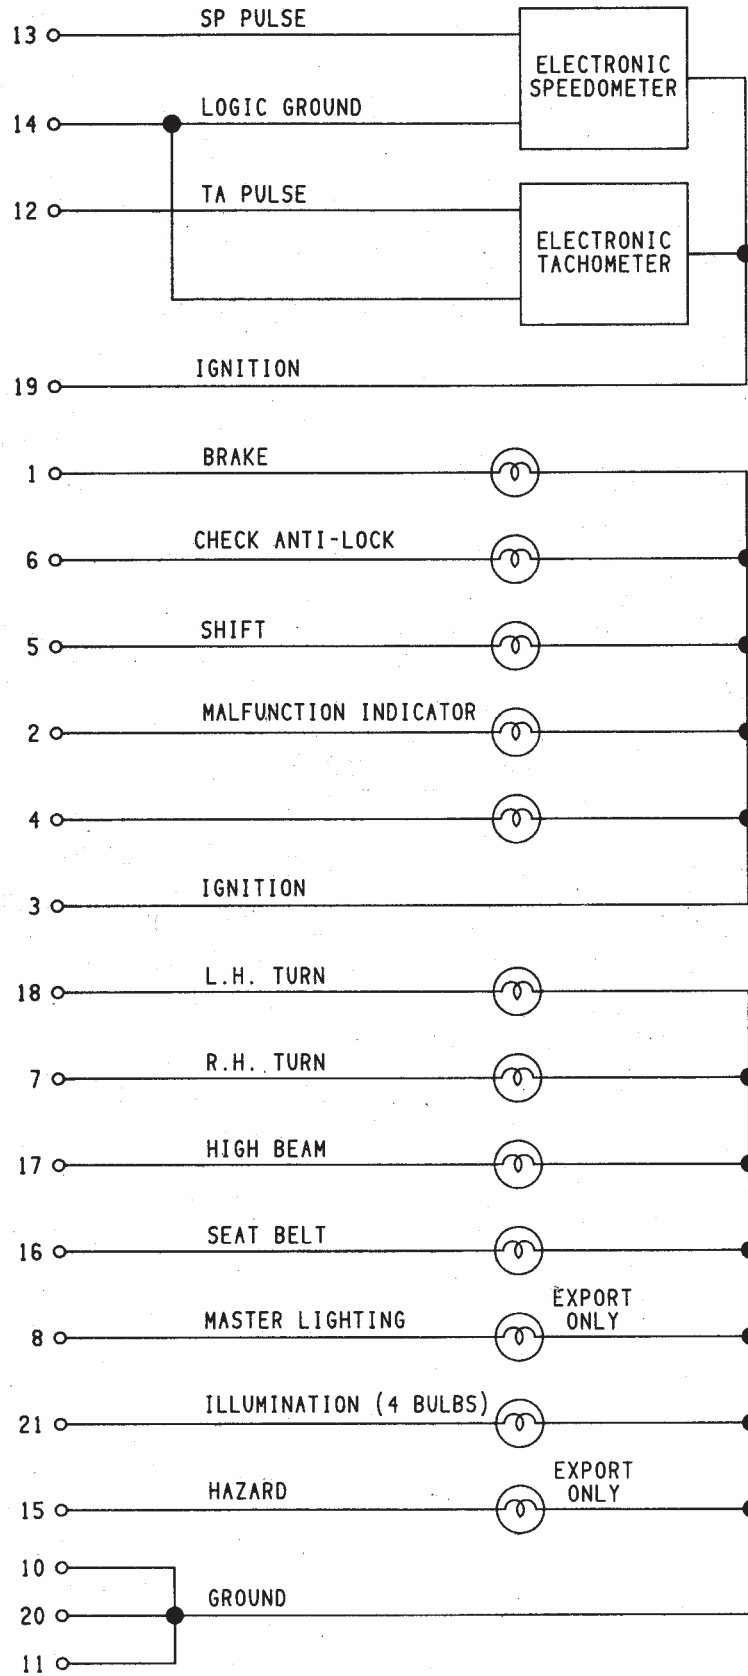 13 SP PULSE
ELECTRONIC
SPEEDOMETER
14 LOGIC GROUND
12 TA PULSE
ELECTRONIC
TACHOMETER
19 IGNITION
1 BRAKE
6 CHECK ANTI-LOCK
5 SHIFT
2 MALFUNCTION INDICATOR
4
3 IGNITION
18 L.H. TURN
7 R.H. TURN
17 HIGH BEAM
16 SEAT BELT
8 MASTER LIGHTING
EXPORT
ONLY
21 ILLUMINATION (4 BULBS)
15 HAZARD
EXPORT
ONLY
10
20 GROUND
11